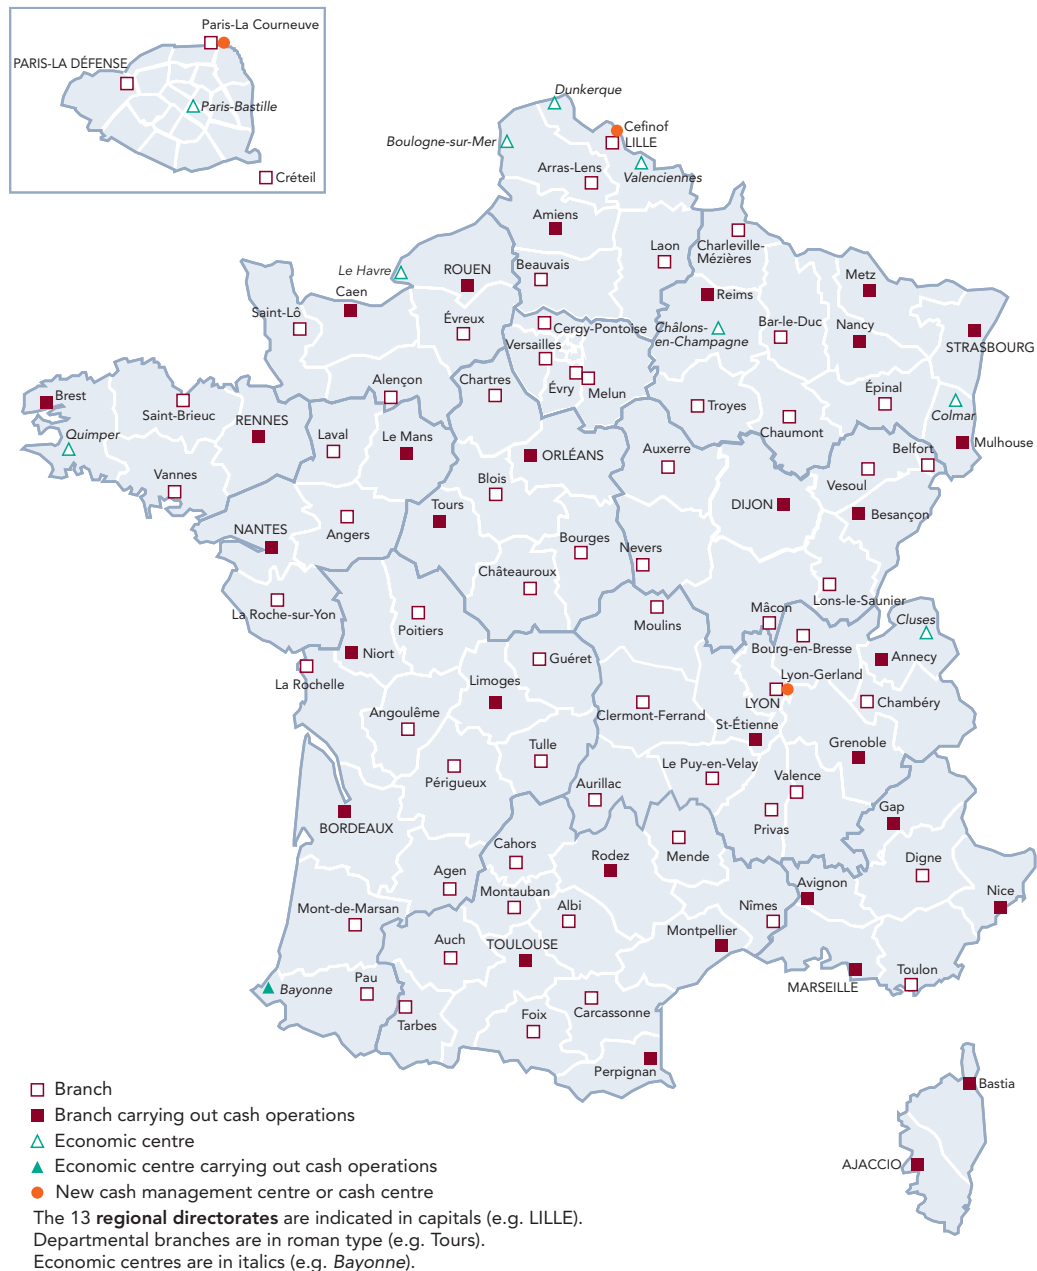 Paris-La Courneuve
PARIS-LA DÉFENSE
Paris-Bastille
Créteil
Dunkerque
Cefinof
LILLE
Boulogne-sur-Mer
Arras-Lens
Valenciennes
Amiens
Laon
Charleville-
Mézières
Le Havre
ROUEN
Beauvais
Metz
Caen
Reims
Saint-Lô
Évreux
Cergy-Pontoise
Châlons-
en-Champagne
Bar-le-Duc
Nancy
STRASBOURG
Versailles
Évry
Melun
Alençon
Chartres
Épinal
Brest
Saint-Brieuc
RENNES
Troyes
Chaumont
Colmar
Quimper
Laval
Le Mans
ORLÉANS
Auxerre
Belfort
Mulhouse
Vannes
Blois
Vesoul
Tours
DIJON
Besançon
NANTES
Angers
Bourges
Nevers
Châteauroux
Lons-le-Saunier
La Roche-sur-Yon
Poitiers
Moulins
Mâcon
Cluses
Bourg-en-Bresse
Niort
Guéret
Annecy
La Rochelle
Limoges
Lyon-Gerland
LYON
Chambéry
Angoulême
Clermont-Ferrand
St-Étienne
Tulle
Grenoble
Périgueux
Aurillac
Le Puy-en-Velay
Valence
BORDEAUX
Privas
Gap
Cahors
Rodez
Mende
Digne
Agen
Avignon
Nice
Montauban
Mont-de-Marsan
Albi
Nîmes
Auch
TOULOUSE
Montpellier
MARSEILLE
Toulon
Bayonne
Pau
Tarbes
Foix
Carcassonne
Perpignan
Bastia
AJACCIO
Branch
Branch carrying out cash operations
Economic centre
Economic centre carrying out cash operations
New cash management centre or cash centre
The 13 regional directorates are indicated in capitals (e.g. LILLE).
Departmental branches are in roman type (e.g. Tours).
Economic centres are in italics (e.g. Bayonne).